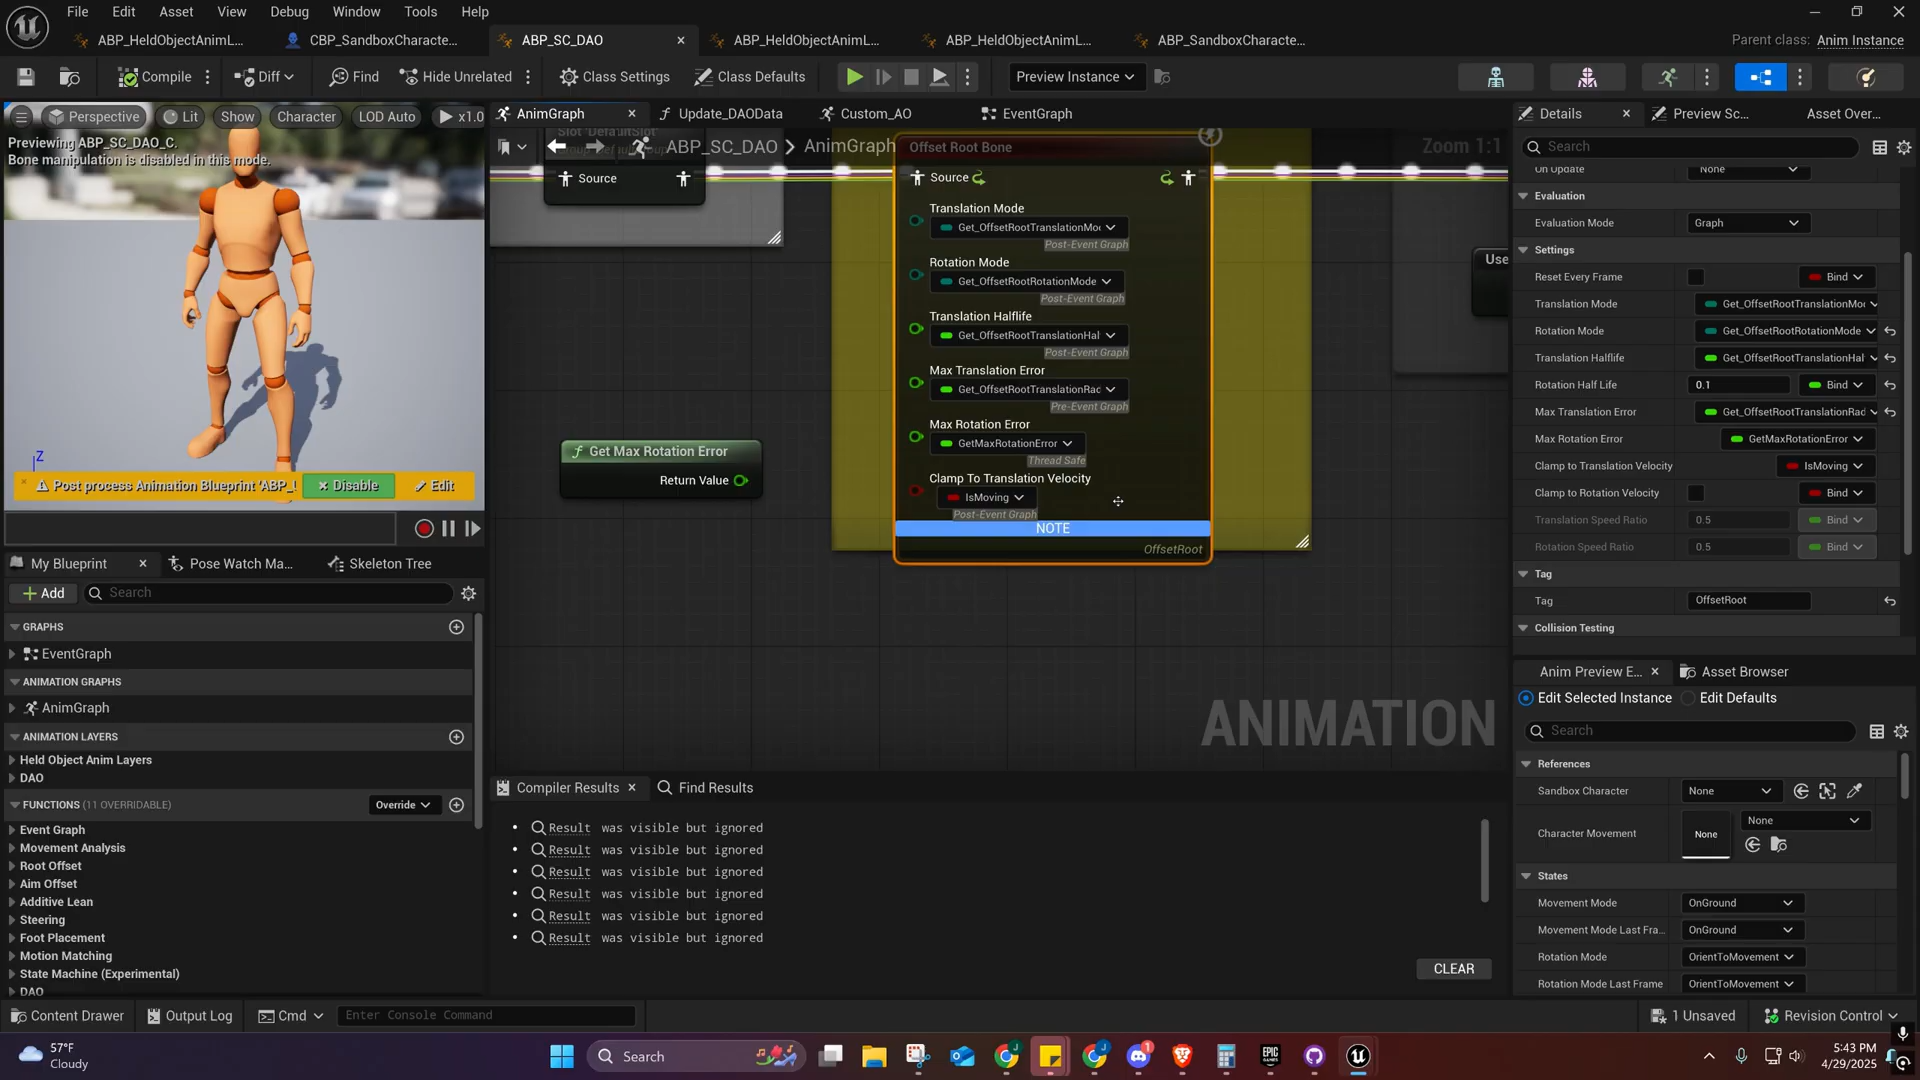 File Edit Asset View Debug Window Tools Help
ABP_HeldObjectAnimL...
CBP_SandboxCharacte...
ABP_SC_DAO
ABP_HeldObjectAnimL...
ABP_HeldObjectAnimL...
ABP_SandboxCharacte...
Parent class: Anim Instance
Compile
Diff
Find
Hide Unrelated
Class Settings
Class Defaults
Preview Instance
Perspective
Lit
Show
Character
LOD Auto
x1.0
Previewing ABP_SC_DAO_C.
Bone manipulation is disabled in this mode.
Z
Post process Animation Blueprint 'ABP_!
Disable
Edit
AnimGraph
Update_DAOData
Custom_AO
EventGraph
ABP_SC_DAO > AnimGraph
Zoom 1:1
Slot 'DefaultSlot'
Source
Offset Root Bone
Source
Translation Mode
Get_OffsetRootTranslationMo
Post-Event Graph
Rotation Mode
Get_OffsetRootRotationMode
Post-Event Graph
Translation Halflife
Get_OffsetRootTranslationHal
Post-Event Graph
Max Translation Error
Get_OffsetRootTranslationRad
Pre-Event Graph
Max Rotation Error
GetMaxRotationError
Thread Safe
Clamp To Translation Velocity
IsMoving
Post-Event Graph
NOTE
OffsetRoot
Get Max Rotation Error
Return Value
Use
ANIMATION
My Blueprint
Pose Watch Ma...
Skeleton Tree
Add
Search
GRAPHS
EventGraph
ANIMATION GRAPHS
AnimGraph
ANIMATION LAYERS
Held Object Anim Layers
DAO
FUNCTIONS (11 OVERRIDABLE)
Override
Event Graph
Movement Analysis
Root Offset
Aim Offset
Additive Lean
Steering
Foot Placement
Motion Matching
State Machine (Experimental)
DAO
Compiler Results
Find Results
Result was visible but ignored
Result was visible but ignored
Result was visible but ignored
Result was visible but ignored
Result was visible but ignored
Result was visible but ignored
CLEAR
Details
Preview Sc...
Asset Over...
Search
On Update
None
Evaluation
Evaluation Mode
Graph
Settings
Reset Every Frame
Bind
Translation Mode
Get_OffsetRootTranslationMo
Rotation Mode
Get_OffsetRootRotationMode
Translation Halflife
Get_OffsetRootTranslationHal
Rotation Half Life
0.1
Bind
Max Translation Error
Get_OffsetRootTranslationRad
Max Rotation Error
GetMaxRotationError
Clamp to Translation Velocity
IsMoving
Clamp to Rotation Velocity
Bind
Translation Speed Ratio
0.5
Bind
Rotation Speed Ratio
0.5
Bind
Tag
Tag
OffsetRoot
Collision Testing
Anim Preview E...
Asset Browser
Edit Selected Instance
Edit Defaults
Search
References
Sandbox Character
None
Character Movement
None
None
States
Movement Mode
OnGround
Movement Mode Last Fra...
OnGround
Rotation Mode
OrientToMovement
Rotation Mode Last Frame
OrientToMovement
Content Drawer
Output Log
Cmd
Enter Console Command
1 Unsaved
Revision Control
57°F
Cloudy
Search
1
EPIC GAMES
5:43 PM
4/29/2025